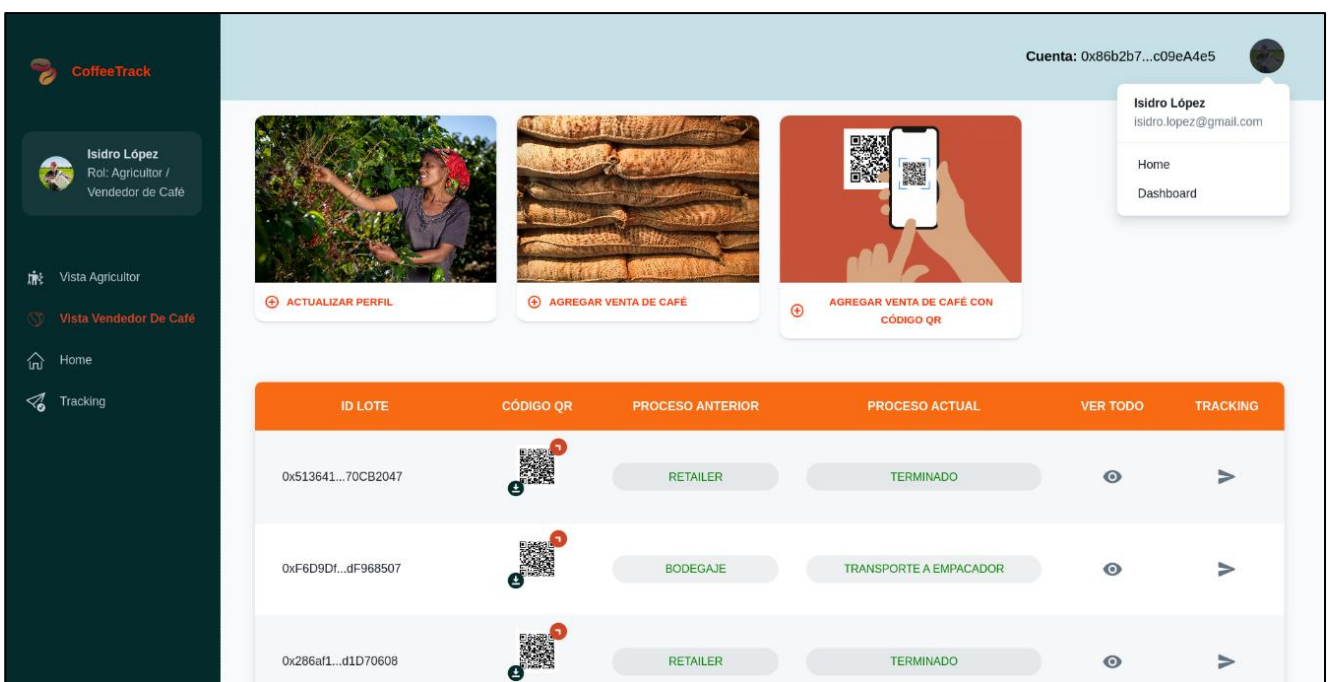 CoffeeTrack
Isidro López
Rol: Agricultor /
Vendedor de Café
Vista Agricultor
Vista Vendedor De Café
Home
Tracking
Cuenta: 0x86b2b7...c09eA4e5
Isidro López
isidro.lopez@gmail.com
Home
Dashboard
ACTUALIZAR PERFIL
AGREGAR VENTA DE CAFÉ
AGREGAR VENTA DE CAFÉ CON
CÓDIGO QR
ID LOTE CÓDIGO QR PROCESO ANTERIOR PROCESO ACTUAL VER TODO TRACKING
0x513641...70CB2047 RETAILER TERMINADO
0xF6D9Df...dF968507 BODEGAJE TRANSPORTE A EMPACADOR
0x286af1...d1D70608 RETAILER TERMINADO